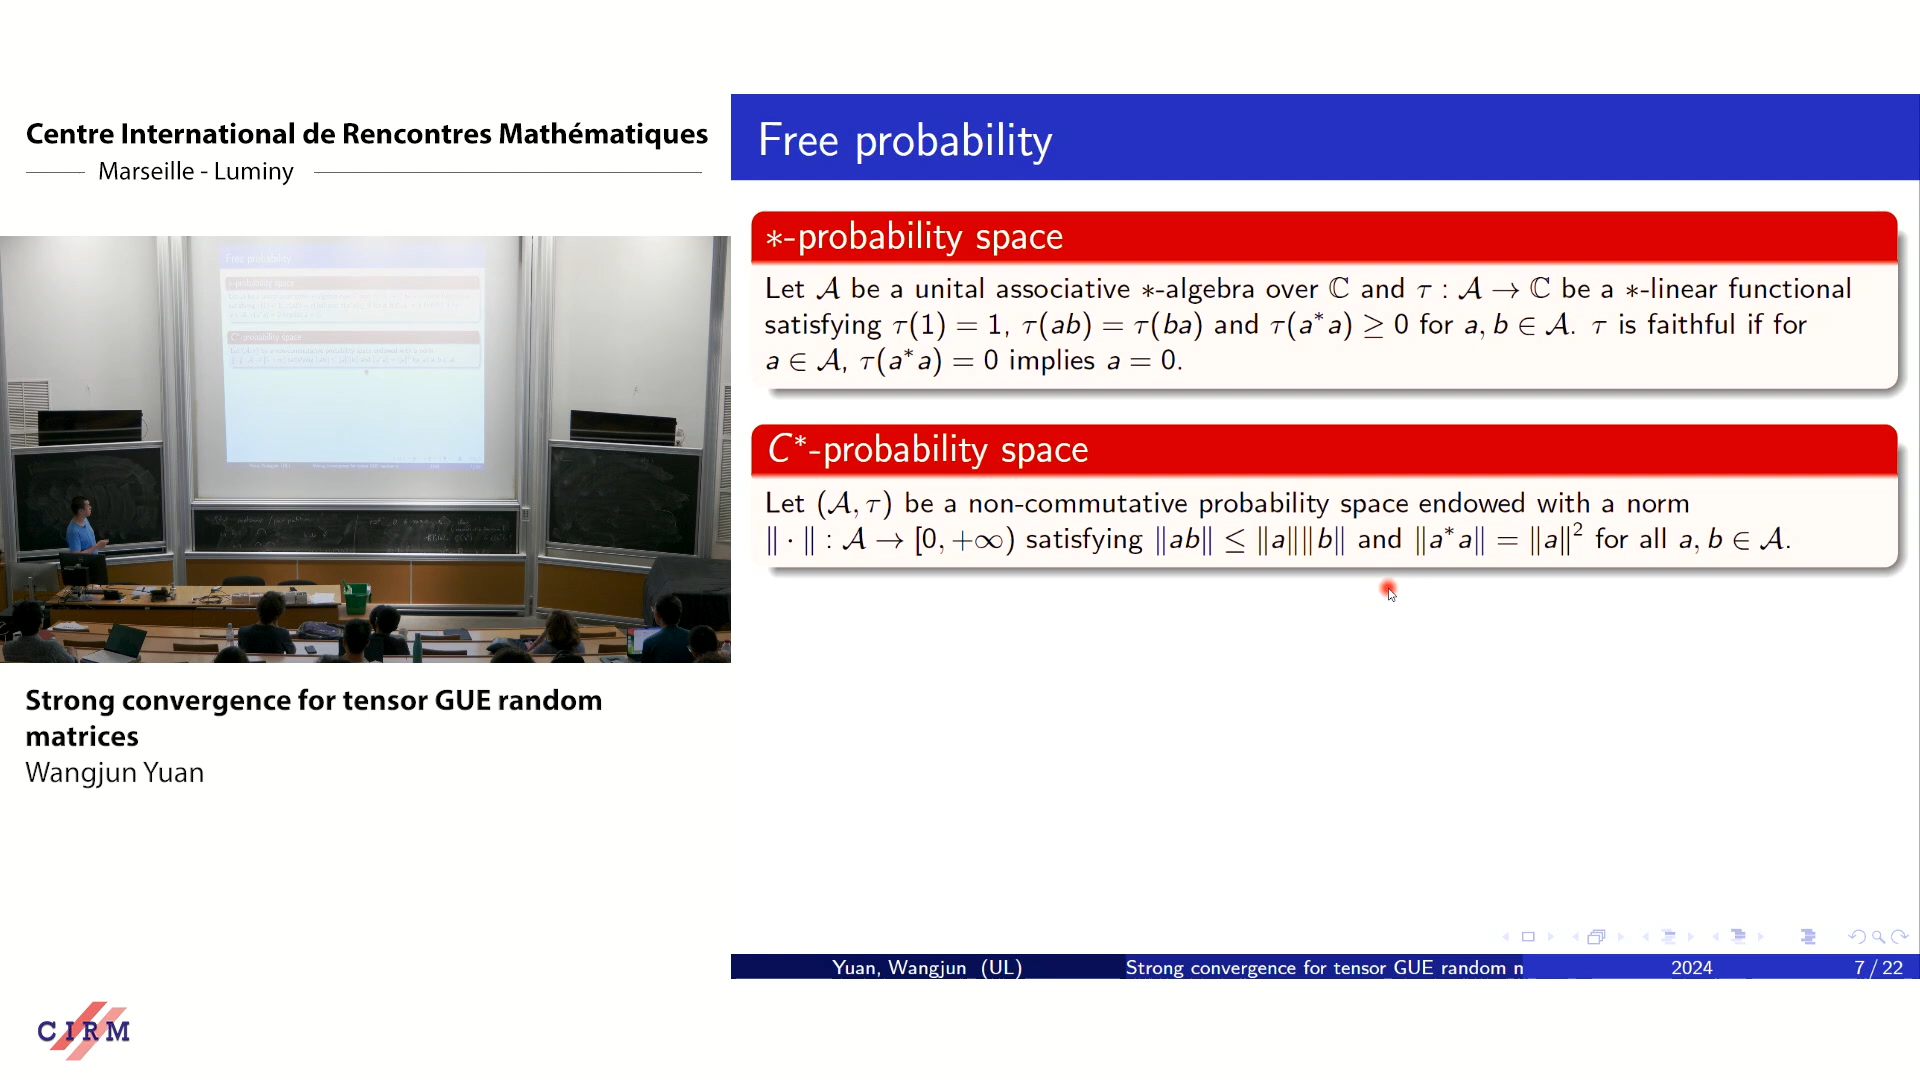 Centre International de Rencontres Mathématiques
Marseille - Luminy
Strong convergence for tensor GUE random
matrices
Wangjun Yuan
CIRM
Free probability
∗-probability space
Let 𝒜 be a unital associative ∗-algebra over ℂ and τ : 𝒜 → ℂ be a ∗-linear functional
satisfying τ(1) = 1, τ(ab) = τ(ba) and τ(a*a) ≥ 0 for a, b ∈ 𝒜. τ is faithful if for
a ∈ 𝒜, τ(a*a) = 0 implies a = 0.
C*-probability space
Let (𝒜, τ) be a non-commutative probability space endowed with a norm
‖ · ‖ : 𝒜 → [0, +∞) satisfying ‖ab‖ ≤ ‖a‖‖b‖ and ‖a*a‖ = ‖a‖² for all a, b ∈ 𝒜.
Yuan, Wangjun (UL) Strong convergence for tensor GUE random m 2024 7 / 22